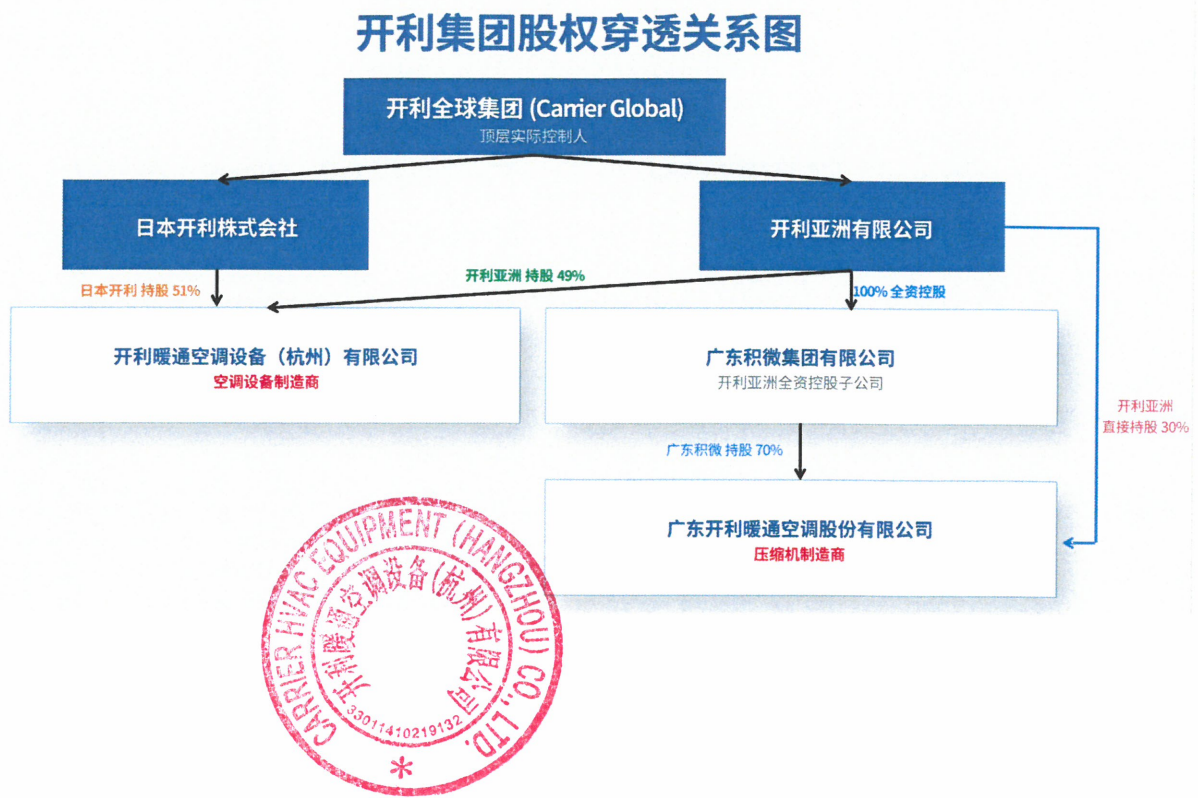 开利集团股权穿透关系图
开利全球集团 (Carrier Global)
顶层实际控制人
日本开利株式会社
开利亚洲有限公司
日本开利 持股 51%
开利亚洲 持股 49%
100% 全资控股
开利暖通空调设备（杭州）有限公司
空调设备制造商
广东积微集团有限公司
开利亚洲全资控股子公司
开利亚洲
直接持股 30%
广东积微 持股 70%
广东开利暖通空调股份有限公司
压缩机制造商
CARRIER HVAC EQUIPMENT (HANGZHOU) CO., LTD.
开利暖通空调设备(杭州)有限公司
33011410219132